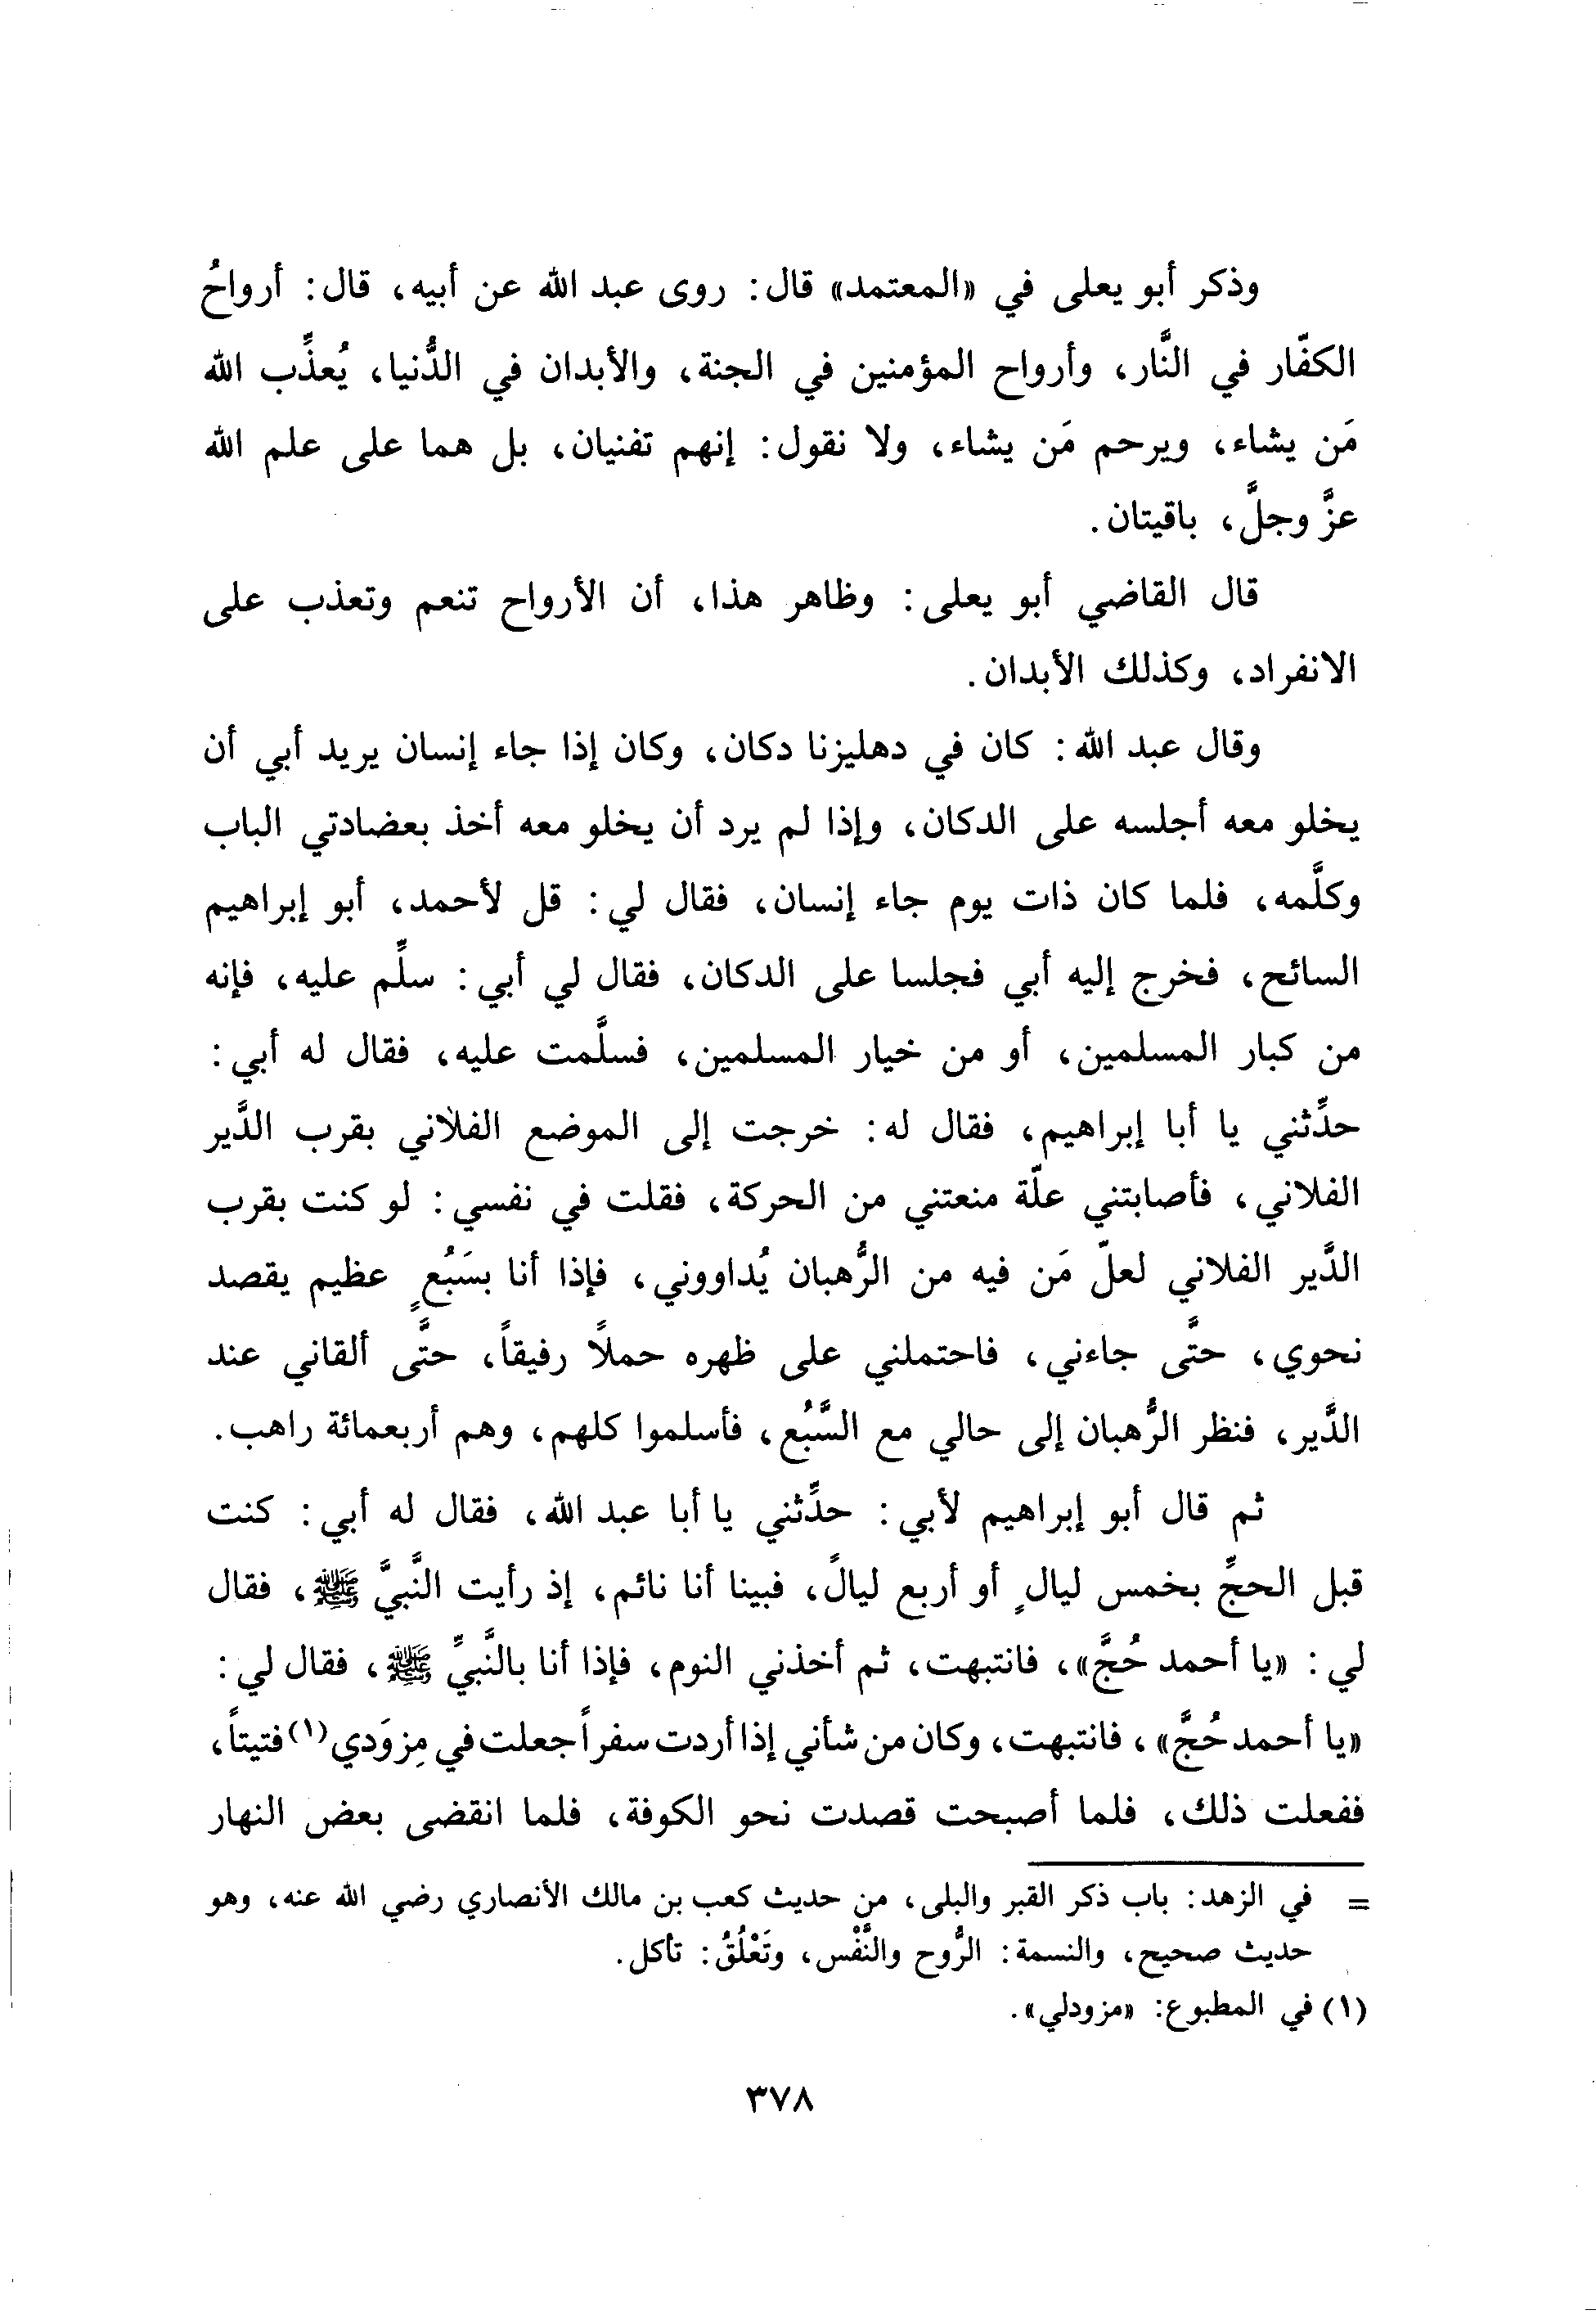 وذكر أبو يعلى في «المعتمد» قال: روى عبد الله عن أبيه، قال: أرواحُ
الكفّار في النَّار، وأرواح المؤمنين في الجنة، والأبدان في الدُّنيا، يُعذِّب الله
مَن يشاء، ويرحم مَن يشاء، ولا نقول: إنهم تفنيان، بل هما على علم الله
عزَّ وجلَّ، باقيتان.
قال القاضي أبو يعلى: وظاهر هذا، أن الأرواح تنعم وتعذب على
الانفراد، وكذلك الأبدان.
وقال عبد الله: كان في دهليزنا دكان، وكان إذا جاء إنسان يريد أبي أن
يخلو معه أجلسه على الدكان، وإذا لم يرد أن يخلو معه أخذ بعضادتي الباب
وكلَّمه، فلما كان ذات يوم جاء إنسان، فقال لي: قل لأحمد، أبو إبراهيم
السائح، فخرج إليه أبي فجلسا على الدكان، فقال لي أبي: سلِّم عليه، فإنه
من كبار المسلمين، أو من خيار المسلمين، فسلَّمت عليه، فقال له أبي:
حدِّثني يا أبا إبراهيم، فقال له: خرجت إلى الموضع الفلاني بقرب الدَّير
الفلاني، فأصابتني علّة منعتني من الحركة، فقلت في نفسي: لو كنت بقرب
الدَّير الفلاني لعلّ مَن فيه من الرُّهبان يُداووني، فإذا أنا بسَبُعٍ عظيم يقصد
نحوي، حتَّى جاءني، فاحتملني على ظهره حملاً رفيقاً، حتَّى ألقاني عند
الدَّير، فنظر الرُّهبان إلى حالي مع السَّبُع، فأسلموا كلهم، وهم أربعمائة راهب.
ثم قال أبو إبراهيم لأبي: حدِّثني يا أبا عبد الله، فقال له أبي: كنت
قبل الحجِّ بخمس ليالٍ أو أربع ليالً، فبينا أنا نائم، إذ رأيت النَّبيَّ ﷺ، فقال
لي: «يا أحمد حُجَّ»، فانتبهت، ثم أخذني النوم، فإذا أنا بالنَّبيِّ ﷺ، فقال لي:
«يا أحمد حُجَّ»، فانتبهت، وكان من شأني إذا أردت سفراً جعلت في مِزوَدي(١) فتيتاً،
ففعلت ذلك، فلما أصبحت قصدت نحو الكوفة، فلما انقضى بعض النهار
= في الزهد: باب ذكر القبر والبلى، من حديث كعب بن مالك الأنصاري رضي الله عنه، وهو
حديث صحيح، والنسمة: الرُّوح والنَّفْس، وتَعْلُقُ: تأكل.
(١) في المطبوع: «مزودلي».
٣٧٨